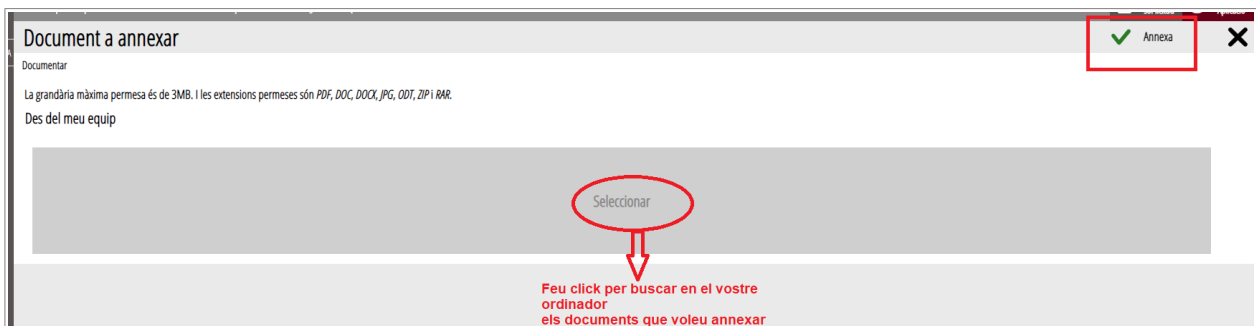 Document a annexar
Annexa
Documentar
La grandària màxima permesa és de 3MB. I les extensions permeses són PDF, DOC, DOCX, JPG, ODT, ZIP i RAR.
Des del meu equip
Seleccionar
Feu click per buscar en el vostre
ordinador
els documents que voleu annexar